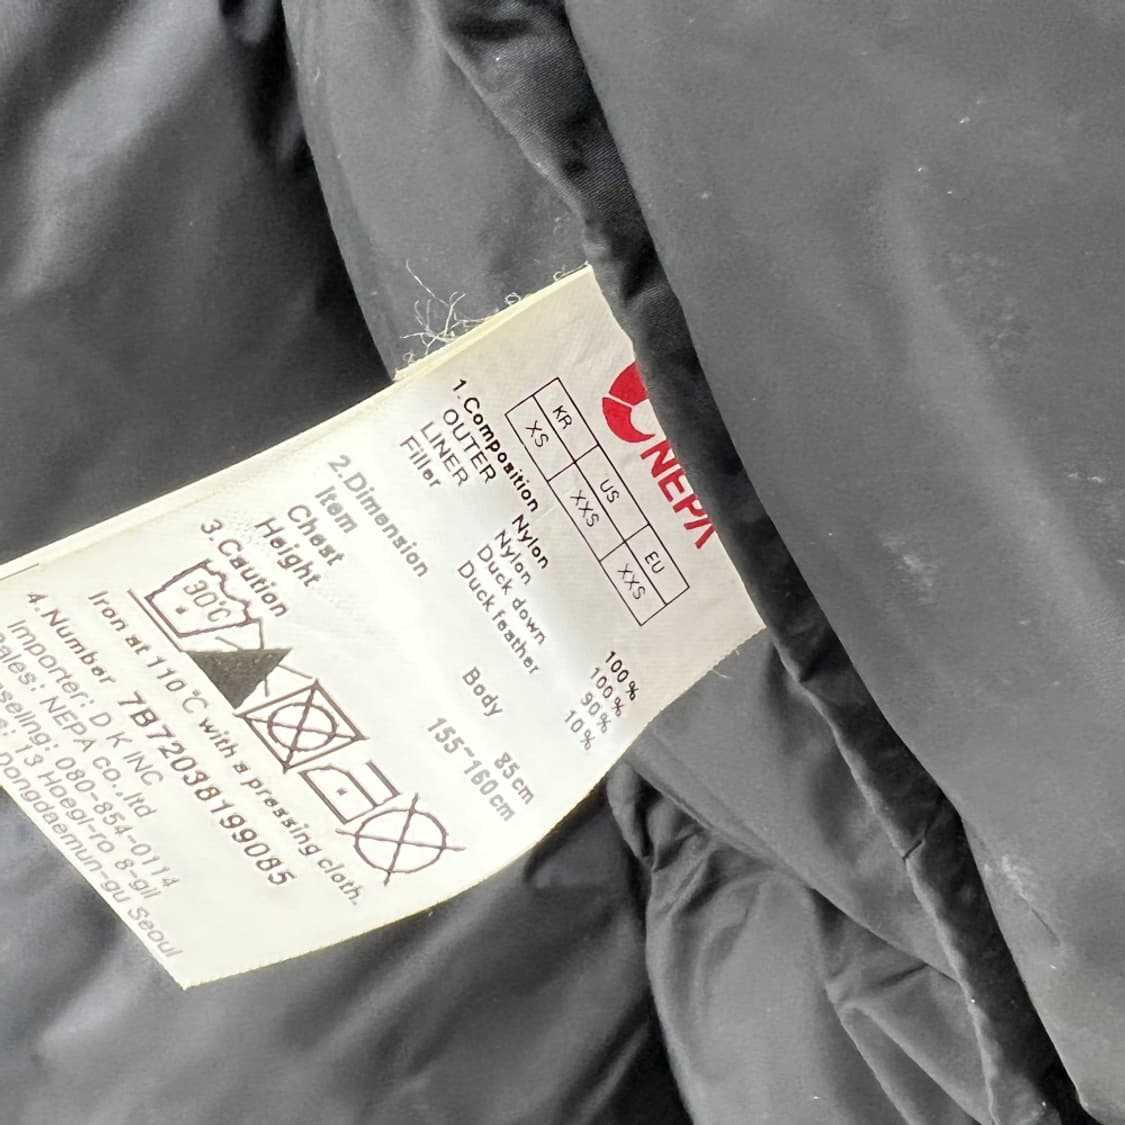 NEPA
KR US EU
XS XXS XXS
1.Composition
OUTER Nylon 100%
LINER Nylon 100%
Filler Duck down 90%
Duck feather 10%
2.Dimension
Item Body
Chest 85cm
Height 155~160cm
3.Caution
30℃
Iron at 110℃ with a pressing cloth.
4.Number 7B72038199085
Importer: D K INC
Sales: NEPA co.,ltd
080-854-0114
13 Hoegi-ro 8-gil
Dongdaemun-gu Seoul